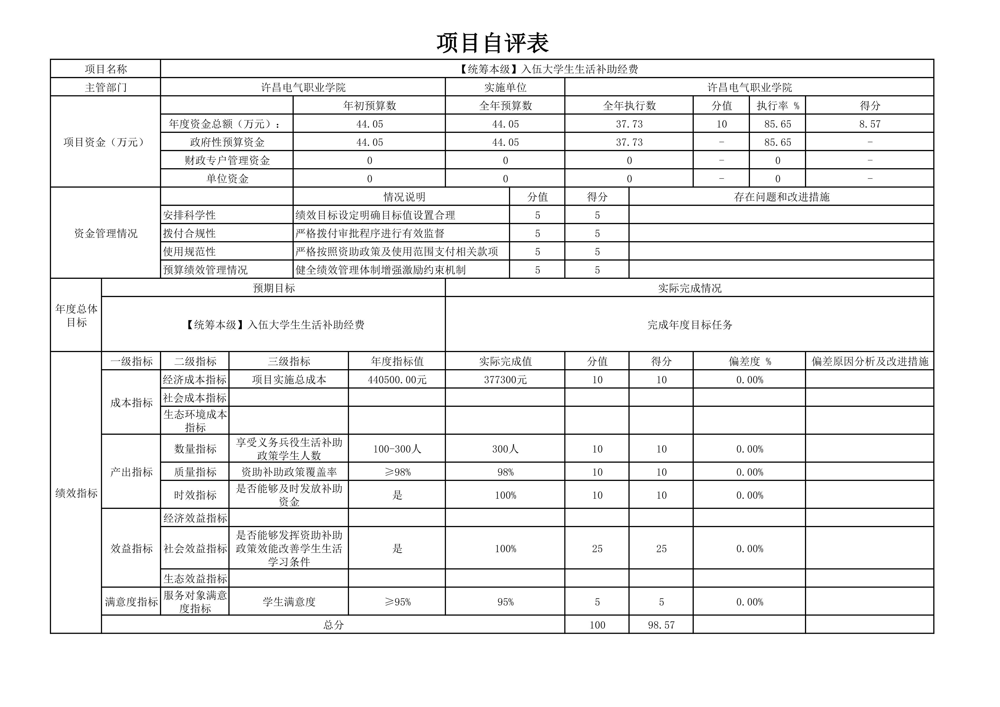 项目自评表
项目名称 【统筹本级】入伍大学生生活补助经费
主管部门 许昌电气职业学院 实施单位 许昌电气职业学院
项目资金（万元） 年初预算数 全年预算数 全年执行数 分值 执行率 % 得分
年度资金总额（万元）： 44.05 44.05 37.73 10 85.65 8.57
政府性预算资金 44.05 44.05 37.73 - 85.65 -
财政专户管理资金 0 0 0 - 0 -
单位资金 0 0 0 - 0 -
资金管理情况 情况说明 分值 得分 存在问题和改进措施
安排科学性 绩效目标设定明确目标值设置合理 5 5
拨付合规性 严格拨付审批程序进行有效监督 5 5
使用规范性 严格按照资助政策及使用范围支付相关款项 5 5
预算绩效管理情况 健全绩效管理体制增强激励约束机制 5 5
年度总体
目标
预期目标 实际完成情况
【统筹本级】入伍大学生生活补助经费 完成年度目标任务
绩效指标 一级指标 二级指标 三级指标 年度指标值 实际完成值 分值 得分 偏差度 % 偏差原因分析及改进措施
成本指标 经济成本指标 项目实施总成本 440500.00元 377300元 10 10 0.00%
社会成本指标
生态环境成本
指标
产出指标 数量指标 享受义务兵役生活补助
政策学生人数 100-300人 300人 10 10 0.00%
质量指标 资助补助政策覆盖率 ≥98% 98% 10 10 0.00%
时效指标 是否能够及时发放补助
资金 是 100% 10 10 0.00%
效益指标 经济效益指标
社会效益指标 是否能够发挥资助补助
政策效能改善学生生活
学习条件 是 100% 25 25 0.00%
生态效益指标
满意度指标 服务对象满意
度指标 学生满意度 ≥95% 95% 5 5 0.00%
总分 100 98.57